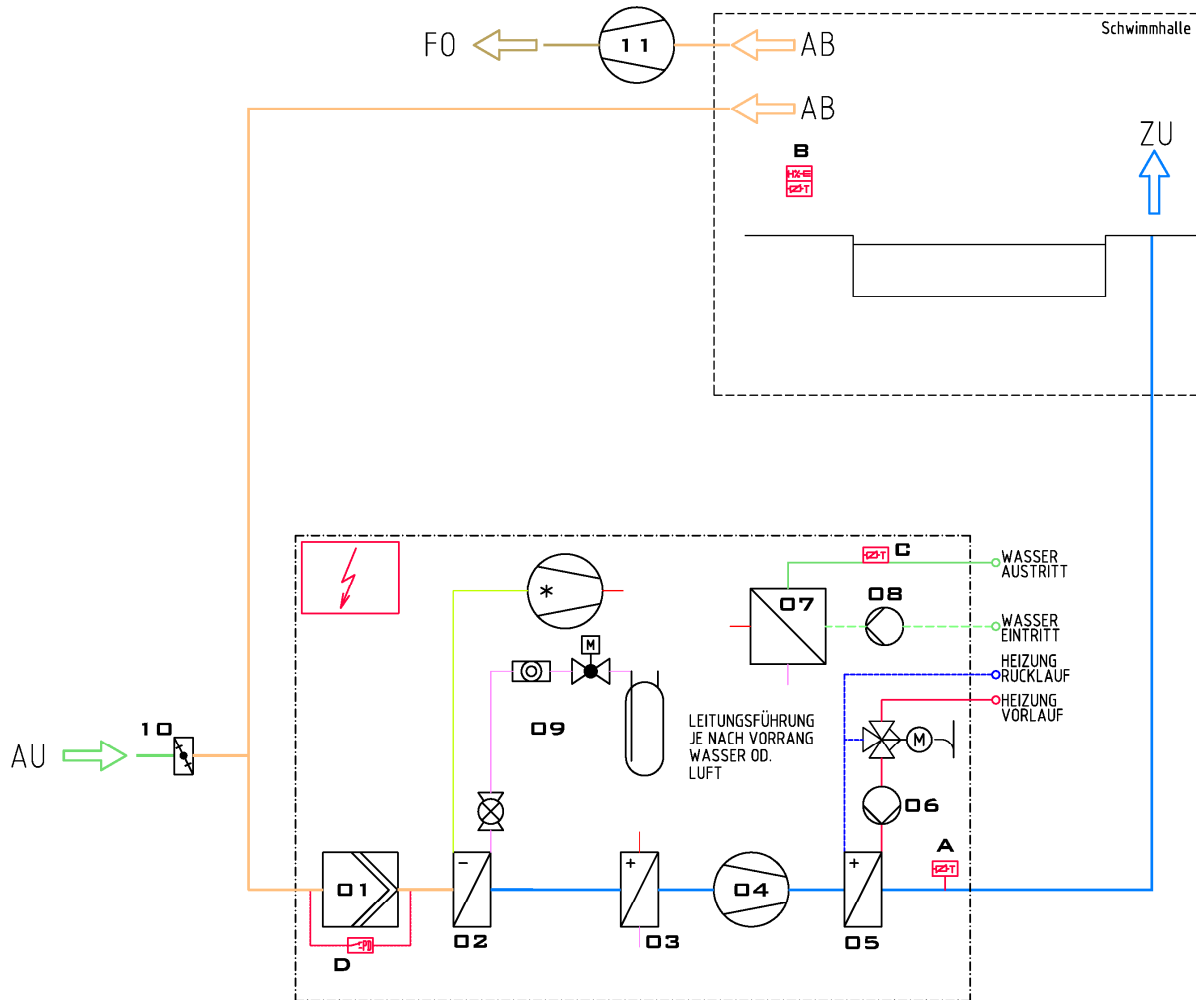 Schwimmhalle
FO
11
AB
AB
ZU
B
H%-E
T
C
T
WASSER
AUSTRITT
07
08
WASSER
EINTRITT
*
M
HEIZUNG
RUCKLAUF
HEIZUNG
VORLAUF
09
LEITUNGSFÜHRUNG
JE NACH VORRANG
WASSER OD.
LUFT
M
10
AU
06
A
T
01
-
+
04
+
02
03
05
PD
D